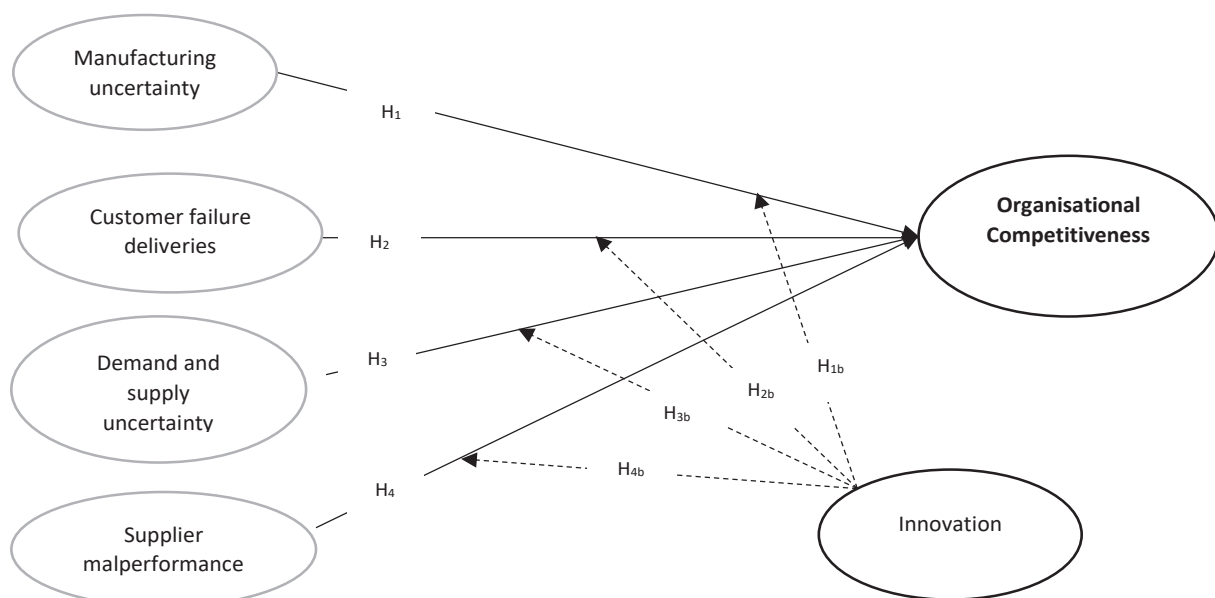 Manufacturing
uncertainty
H1
Customer failure
deliveries
H2
Organisational
Competitiveness
Demand and
supply
uncertainty
H3
H1b
H2b
H3b
H4b
H4
Supplier
malperformance
Innovation